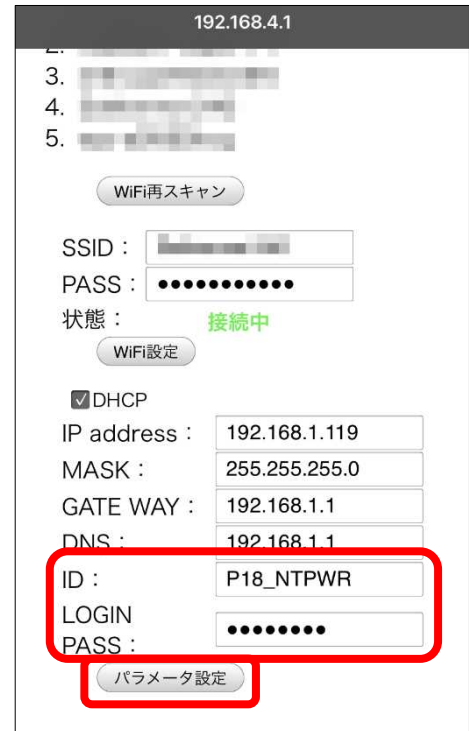 192.168.4.1
2.
3.
4.
5.
WiFi再スキャン
SSID：
PASS： ●●●●●●●●●●●
状態： 接続中
WiFi設定
DHCP
IP address： 192.168.1.119
MASK： 255.255.255.0
GATE WAY： 192.168.1.1
DNS： 192.168.1.1
ID： P18_NTPWR
LOGIN
PASS： ●●●●●●●●
パラメータ設定